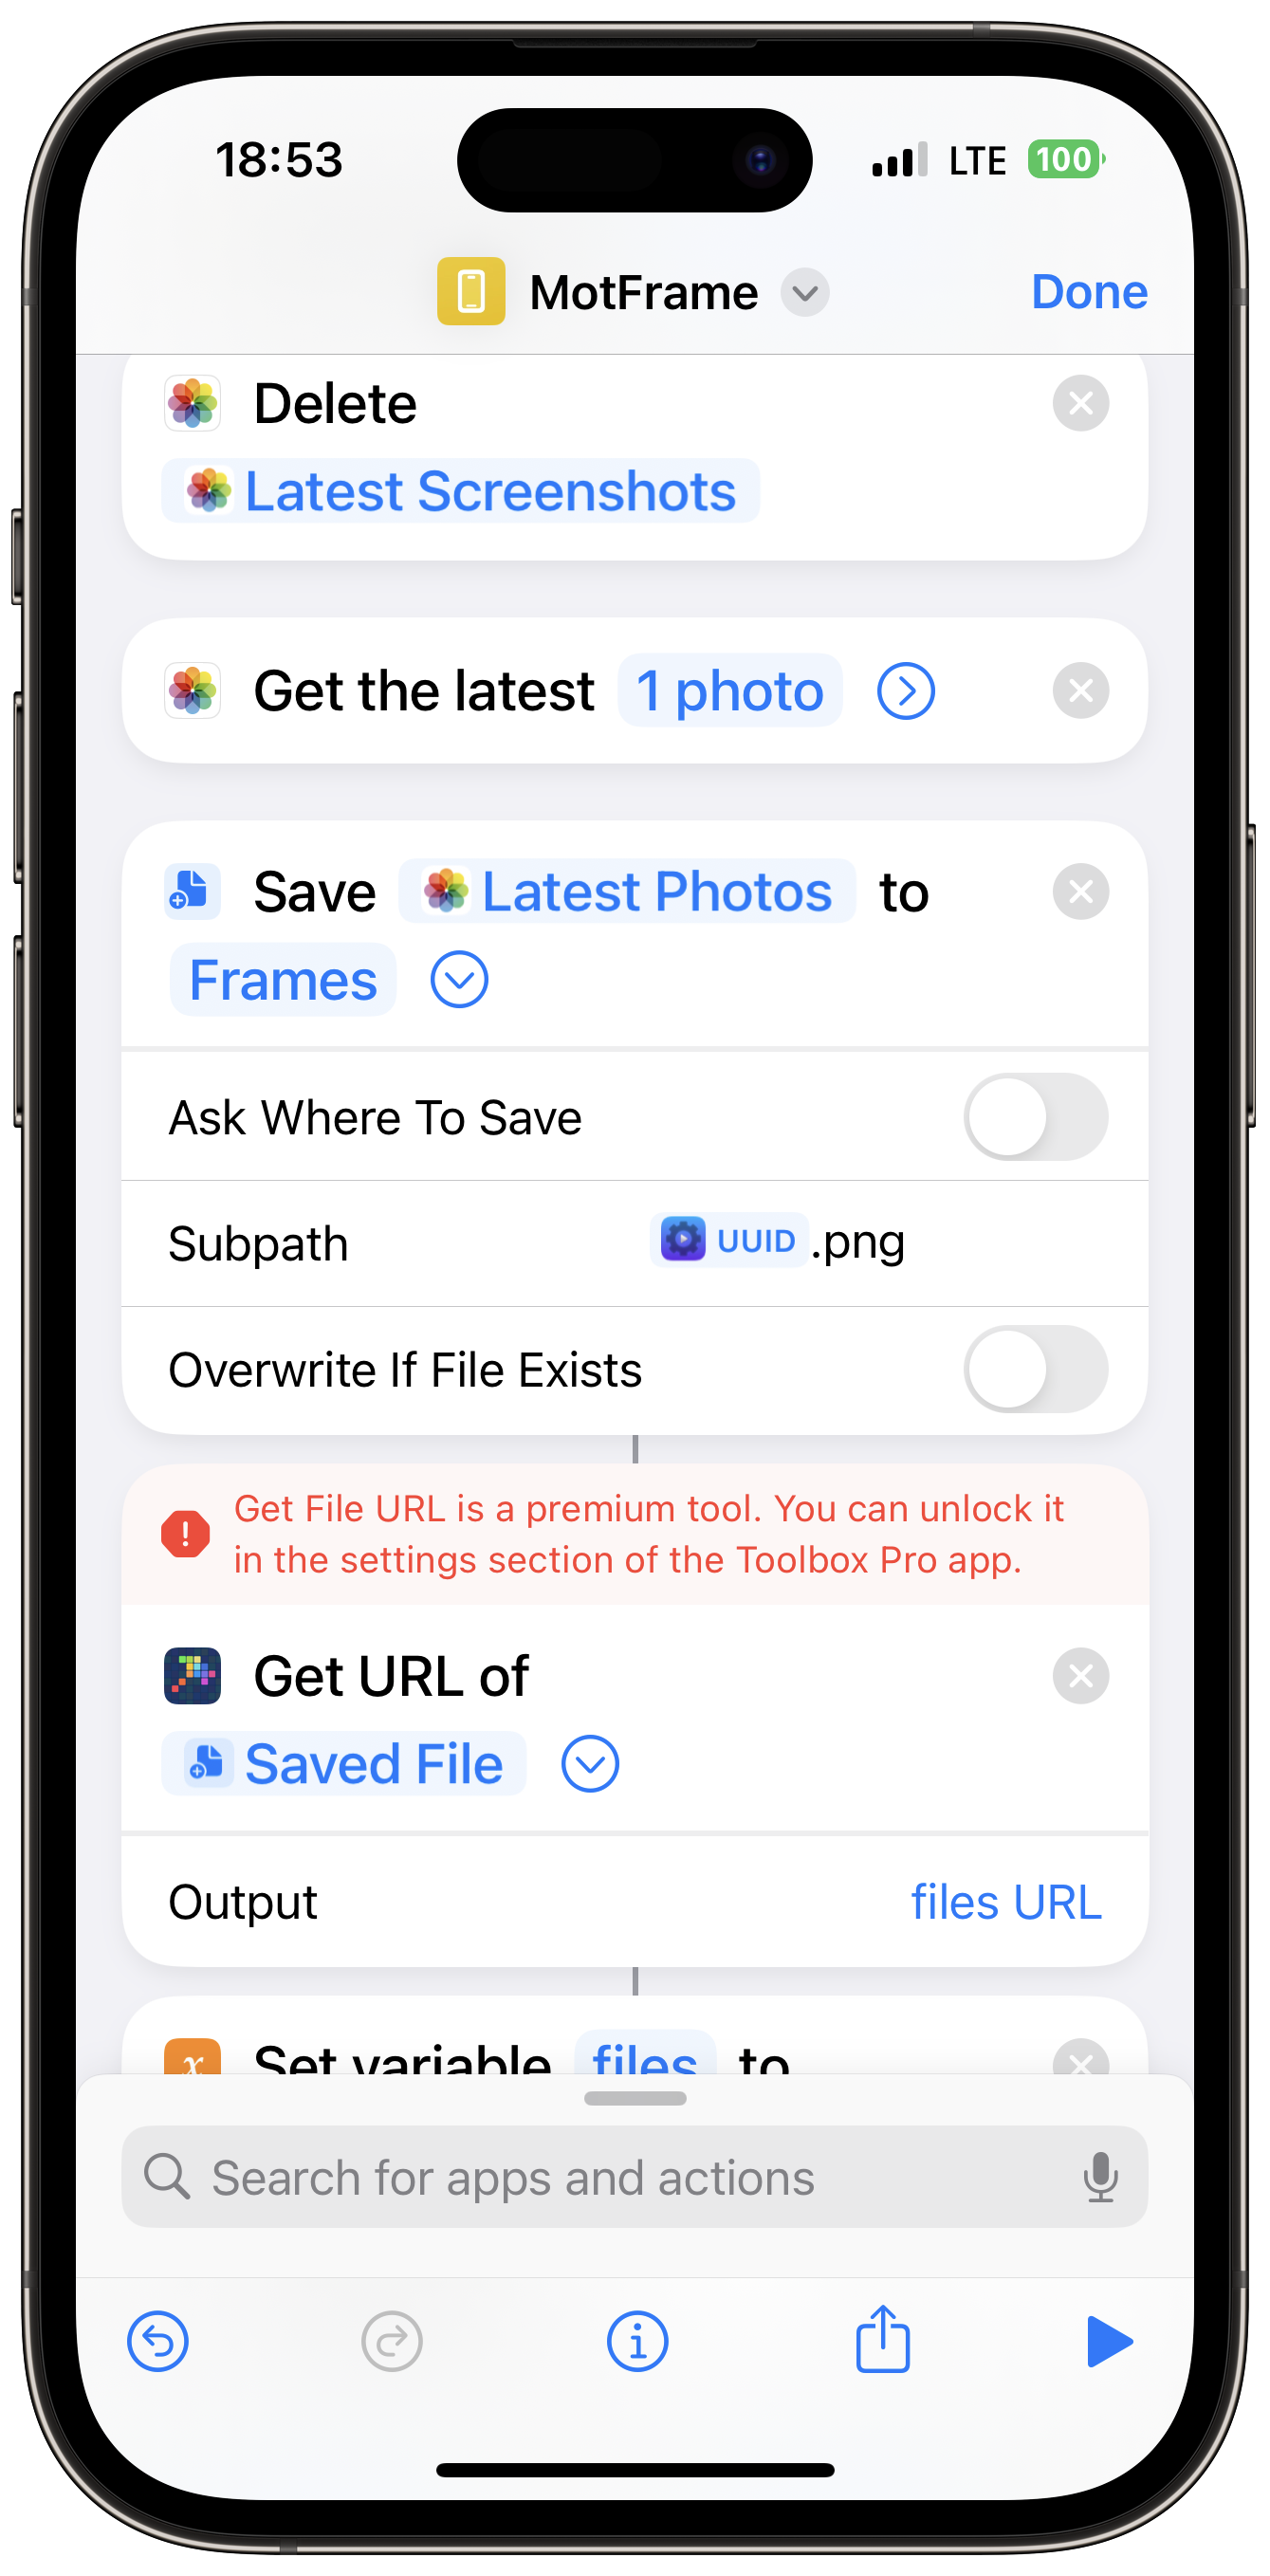 18:53 LTE 100
MotFrame Done
Delete
Latest Screenshots
Get the latest 1 photo
Save Latest Photos to
Frames
Ask Where To Save
Subpath UUID .png
Overwrite If File Exists
Get File URL is a premium tool. You can unlock it
in the settings section of the Toolbox Pro app.
Get URL of
Saved File
Output files URL
x Set variable files to
Search for apps and actions